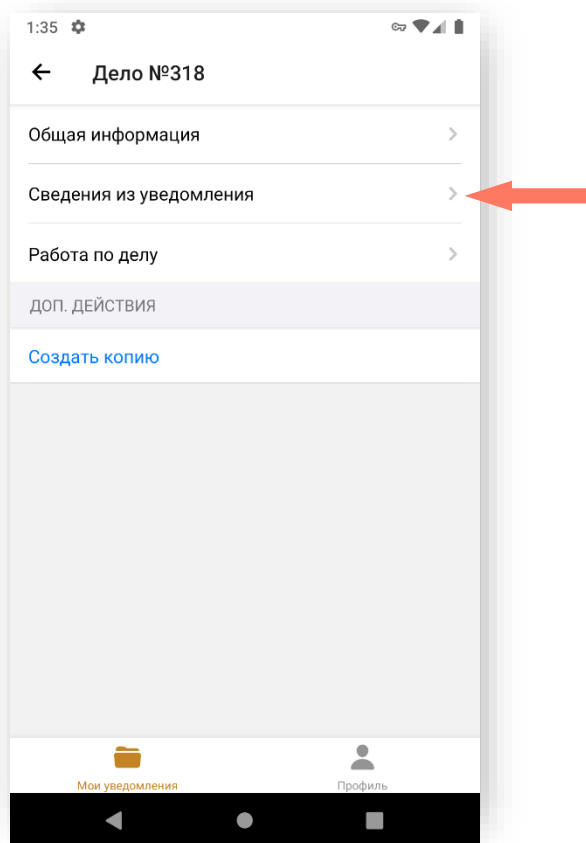 1:35
Дело №318
Общая информация
Сведения из уведомления
Работа по делу
ДОП. ДЕЙСТВИЯ
Создать копию
Мои уведомления
Профиль